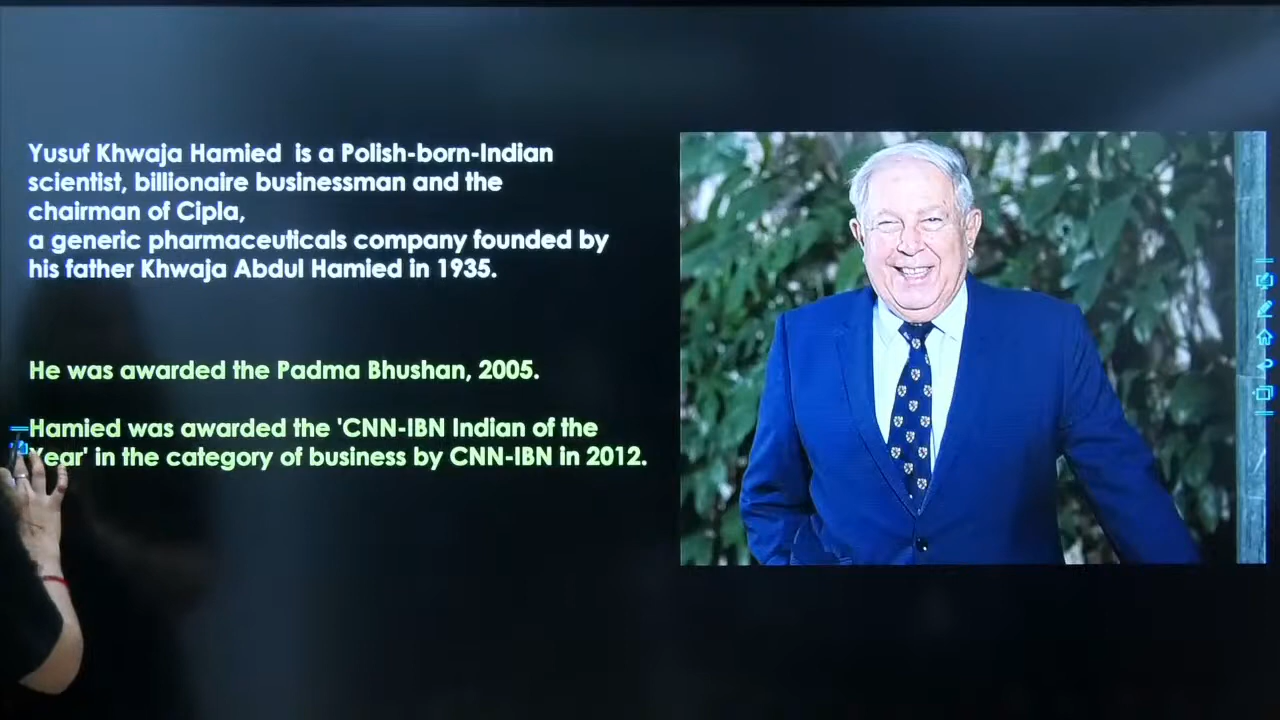 Yusuf Khwaja Hamied is a Polish-born-Indian
scientist, billionaire businessman and the
chairman of Cipla,
a generic pharmaceuticals company founded by
his father Khwaja Abdul Hamied in 1935.
He was awarded the Padma Bhushan, 2005.
Hamied was awarded the 'CNN-IBN Indian of the
Year' in the category of business by CNN-IBN in 2012.